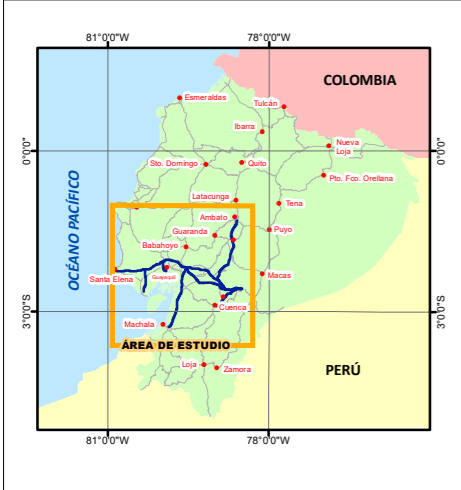 81°0'0"W
78°0'0"W
COLOMBIA
Esmeraldas
Tulcán
Ibarra
Nueva
Loja
0°0'0"
0°0'0"
Sto. Domingo
Quito
Pto. Fco. Orellana
OCÉANO PACÍFICO
Latacunga
Tena
Ambato
Guaranda
Puyo
Babahoyo
Santa Elena
Guayaquil
Macas
Cuenca
3°0'0"S
3°0'0"S
Machala
ÁREA DE ESTUDIO
Loja
Zamora
PERÚ
81°0'0"W
78°0'0"W